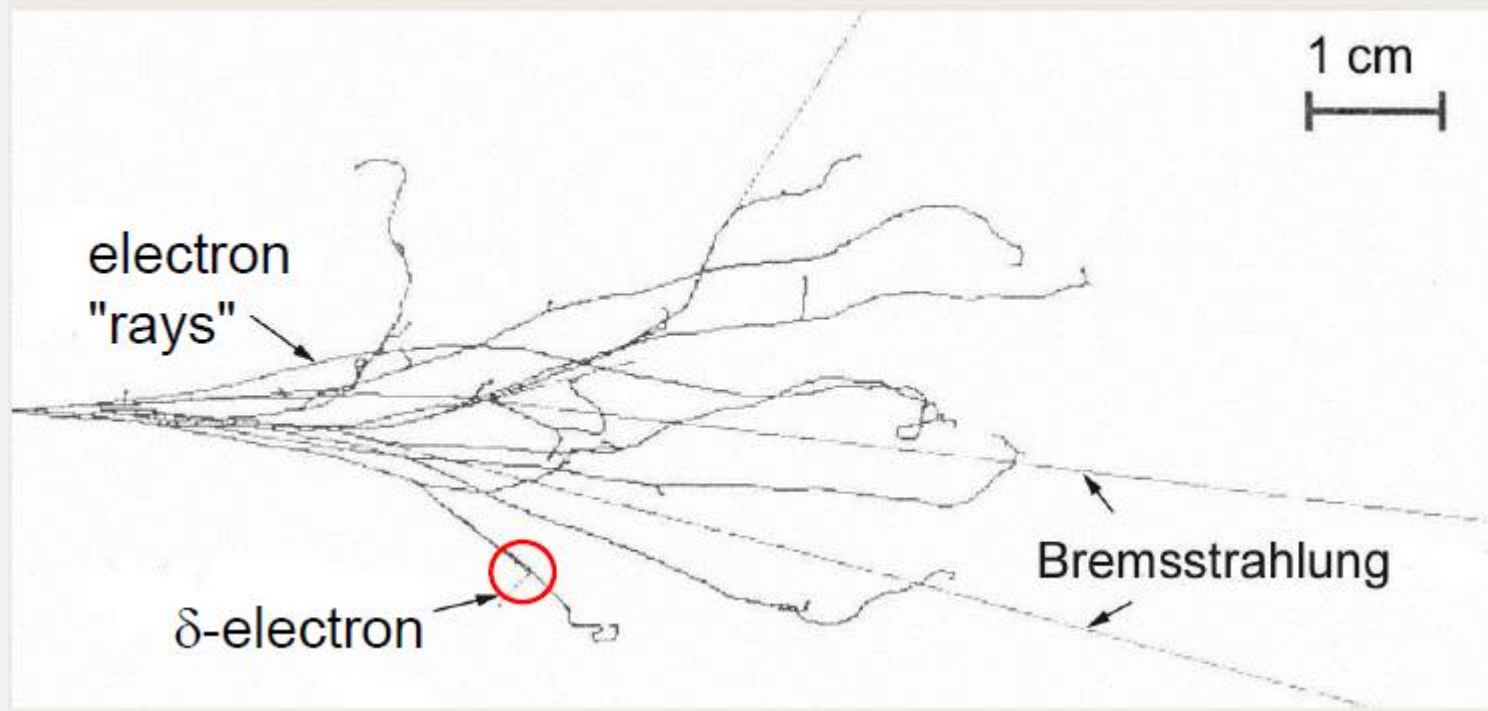 1 cm
electron
"rays"
Bremsstrahlung
δ-electron